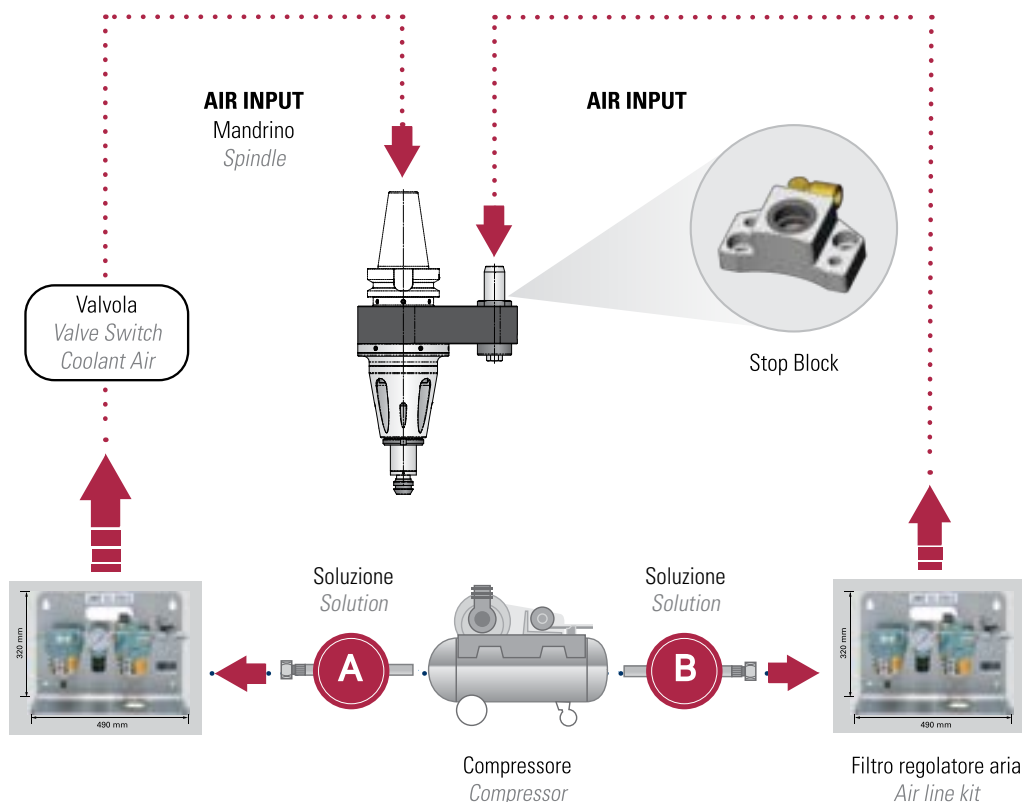 AIR INPUT
Mandrino
Spindle
AIR INPUT
Valvola
Valve Switch
Coolant Air
Stop Block
Soluzione
Solution
A
Soluzione
Solution
B
320 mm
490 mm
320 mm
490 mm
Compressore
Compressor
Filtro regolatore aria
Air line kit